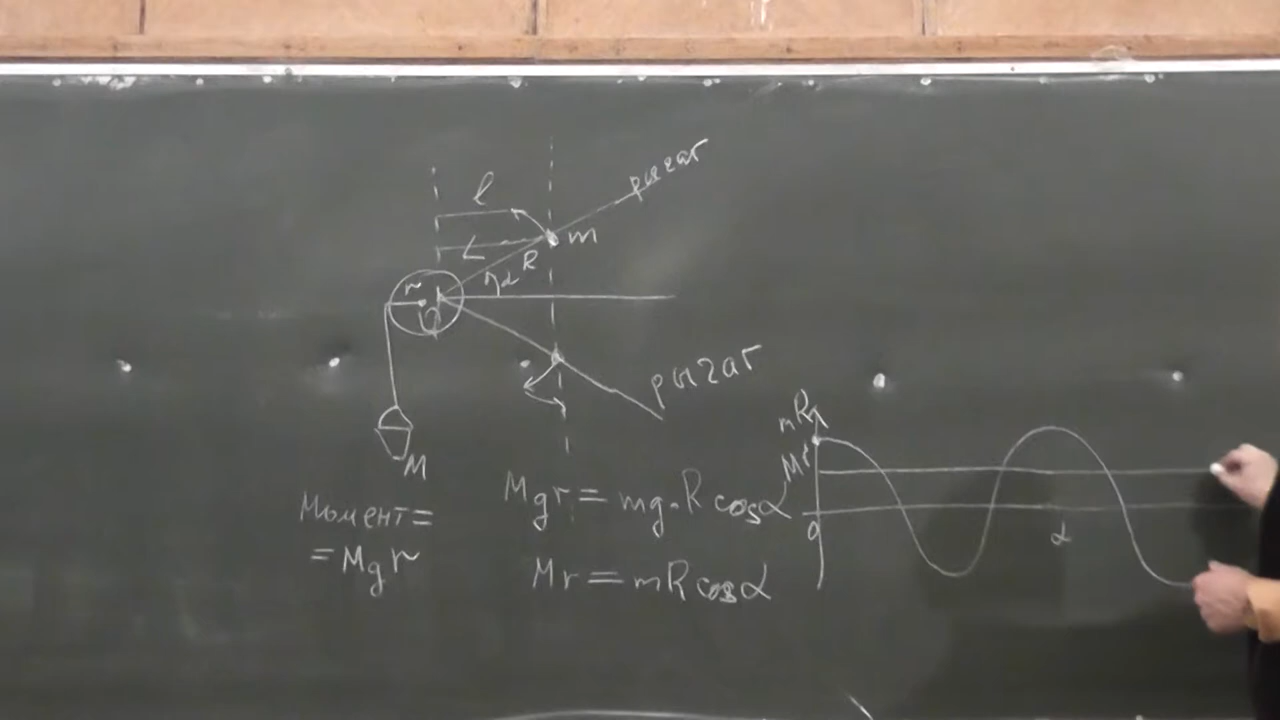 l
рычаг
L
m
R
α
r
O
рычаг
M
mR
Mr
0
α
Момент =
= Mgr
Mgr = mg·R cosα
Mr = mR cosα